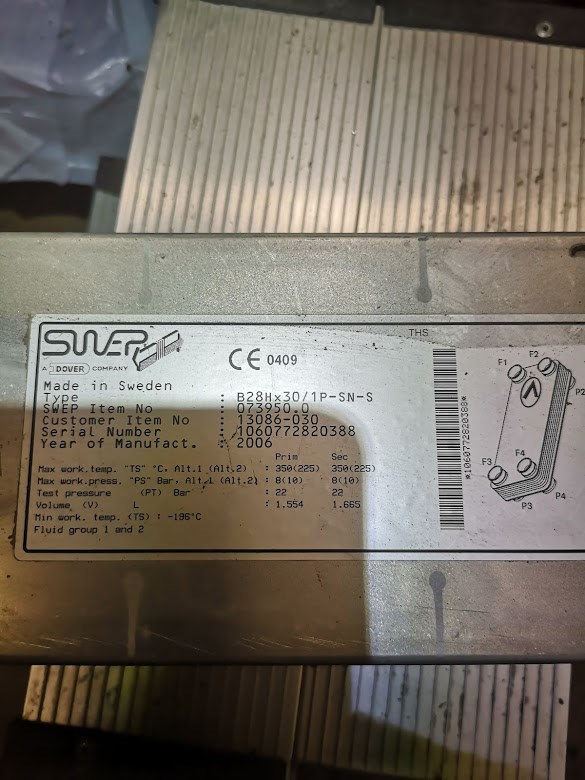 SWEP
A DOVER COMPANY
CE 0409
THS
Made in Sweden
Type : B28Hx30/1P-SN-S
SWEP Item No : 073950.0
Customer Item No : 13086-030
Serial Number : 1060772820388
Year of Manufact. : 2006
Prim Sec
Max work.temp. "TS" °C, Alt.1 (Alt.2) : 350(225) 350(225)
Max work.press. "PS" Bar, Alt.1 (Alt.2) : 8(10) 8(10)
Test pressure (PT) Bar : 22 22
Volume (V) L : 1.554 1.665
Min work. temp. (TS) : -196°C
Fluid group 1 and 2
*1060772820388*
F1 F2
P2
F3 F4
P4
P3